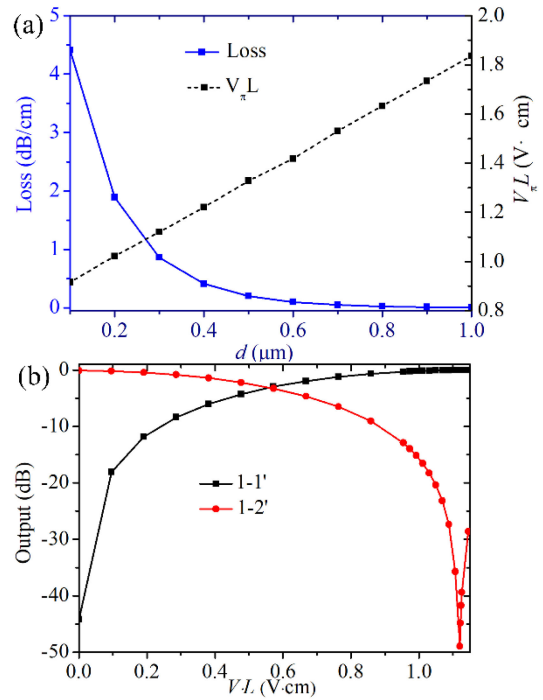 (a)
Loss
VπL
Loss (dB/cm)
5
4
3
2
1
0
VπL (V· cm)
2.0
1.8
1.6
1.4
1.2
1.0
0.8
0.2 0.4 0.6 0.8 1.0
d (μm)
(b)
1-1'
1-2'
Output (dB)
0
-10
-20
-30
-40
-50
0.0 0.2 0.4 0.6 0.8 1.0
V·L (V·cm)